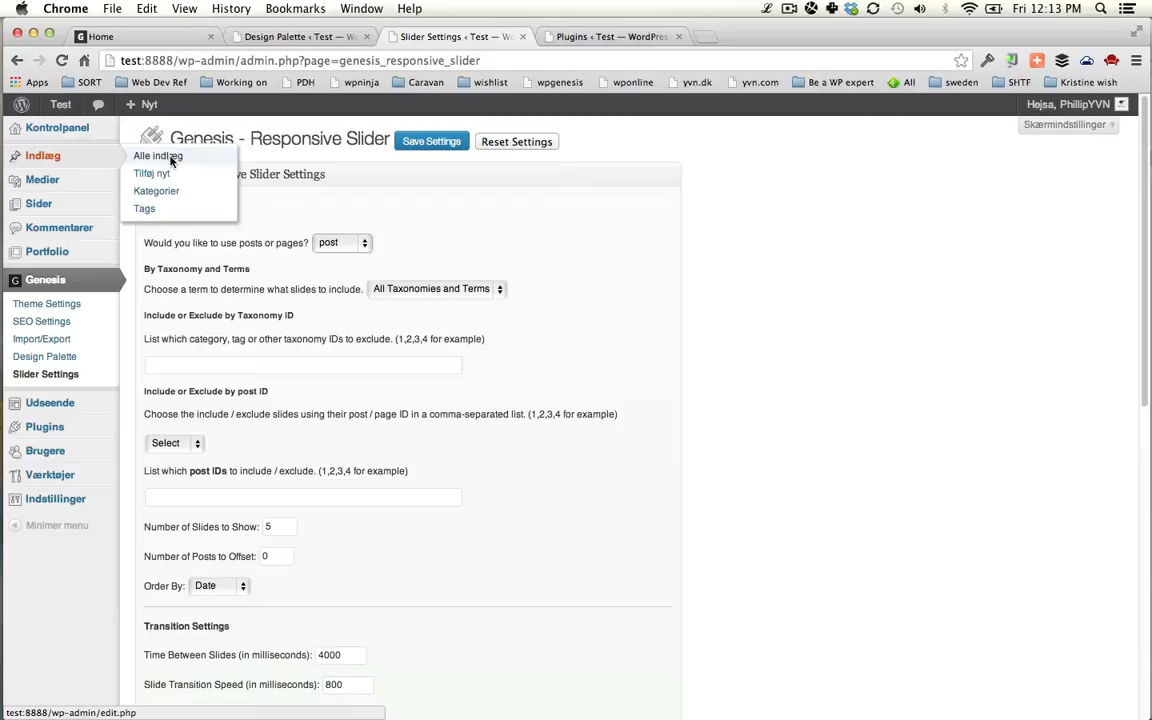 Chrome File Edit View History Bookmarks Window Help Fri 12:13 PM
Home Design Palette ‹ Test — W Slider Settings ‹ Test — W Plugins ‹ Test — WordPres
test:8888/wp-admin/admin.php?page=genesis_responsive_slider
Apps SORT Web Dev Ref Working on PDH wpninja Caravan wishlist wpgenesis wponline yvn.dk yvn.com Be a WP expert All sweden SHTF Kristine wish
Test Nyt Hejsa, PhillipYVN
Skærmindstillinger
Kontrolpanel
Indlæg
Alle indlæg
Tilføj nyt
Kategorier
Tags
Medier
Sider
Kommentarer
Portfolio
Genesis
Theme Settings
SEO Settings
Import/Export
Design Palette
Slider Settings
Udseende
Plugins
Brugere
Værktøjer
Indstillinger
Minimer menu
Genesis - Responsive Slider Save Settings Reset Settings
ve Slider Settings
Would you like to use posts or pages? post
By Taxonomy and Terms
Choose a term to determine what slides to include. All Taxonomies and Terms
Include or Exclude by Taxonomy ID
List which category, tag or other taxonomy IDs to exclude. (1,2,3,4 for example)
Include or Exclude by post ID
Choose the include / exclude slides using their post / page ID in a comma-separated list. (1,2,3,4 for example)
Select
List which post IDs to include / exclude. (1,2,3,4 for example)
Number of Slides to Show: 5
Number of Posts to Offset: 0
Order By: Date
Transition Settings
Time Between Slides (in milliseconds): 4000
Slide Transition Speed (in milliseconds): 800
test:8888/wp-admin/edit.php